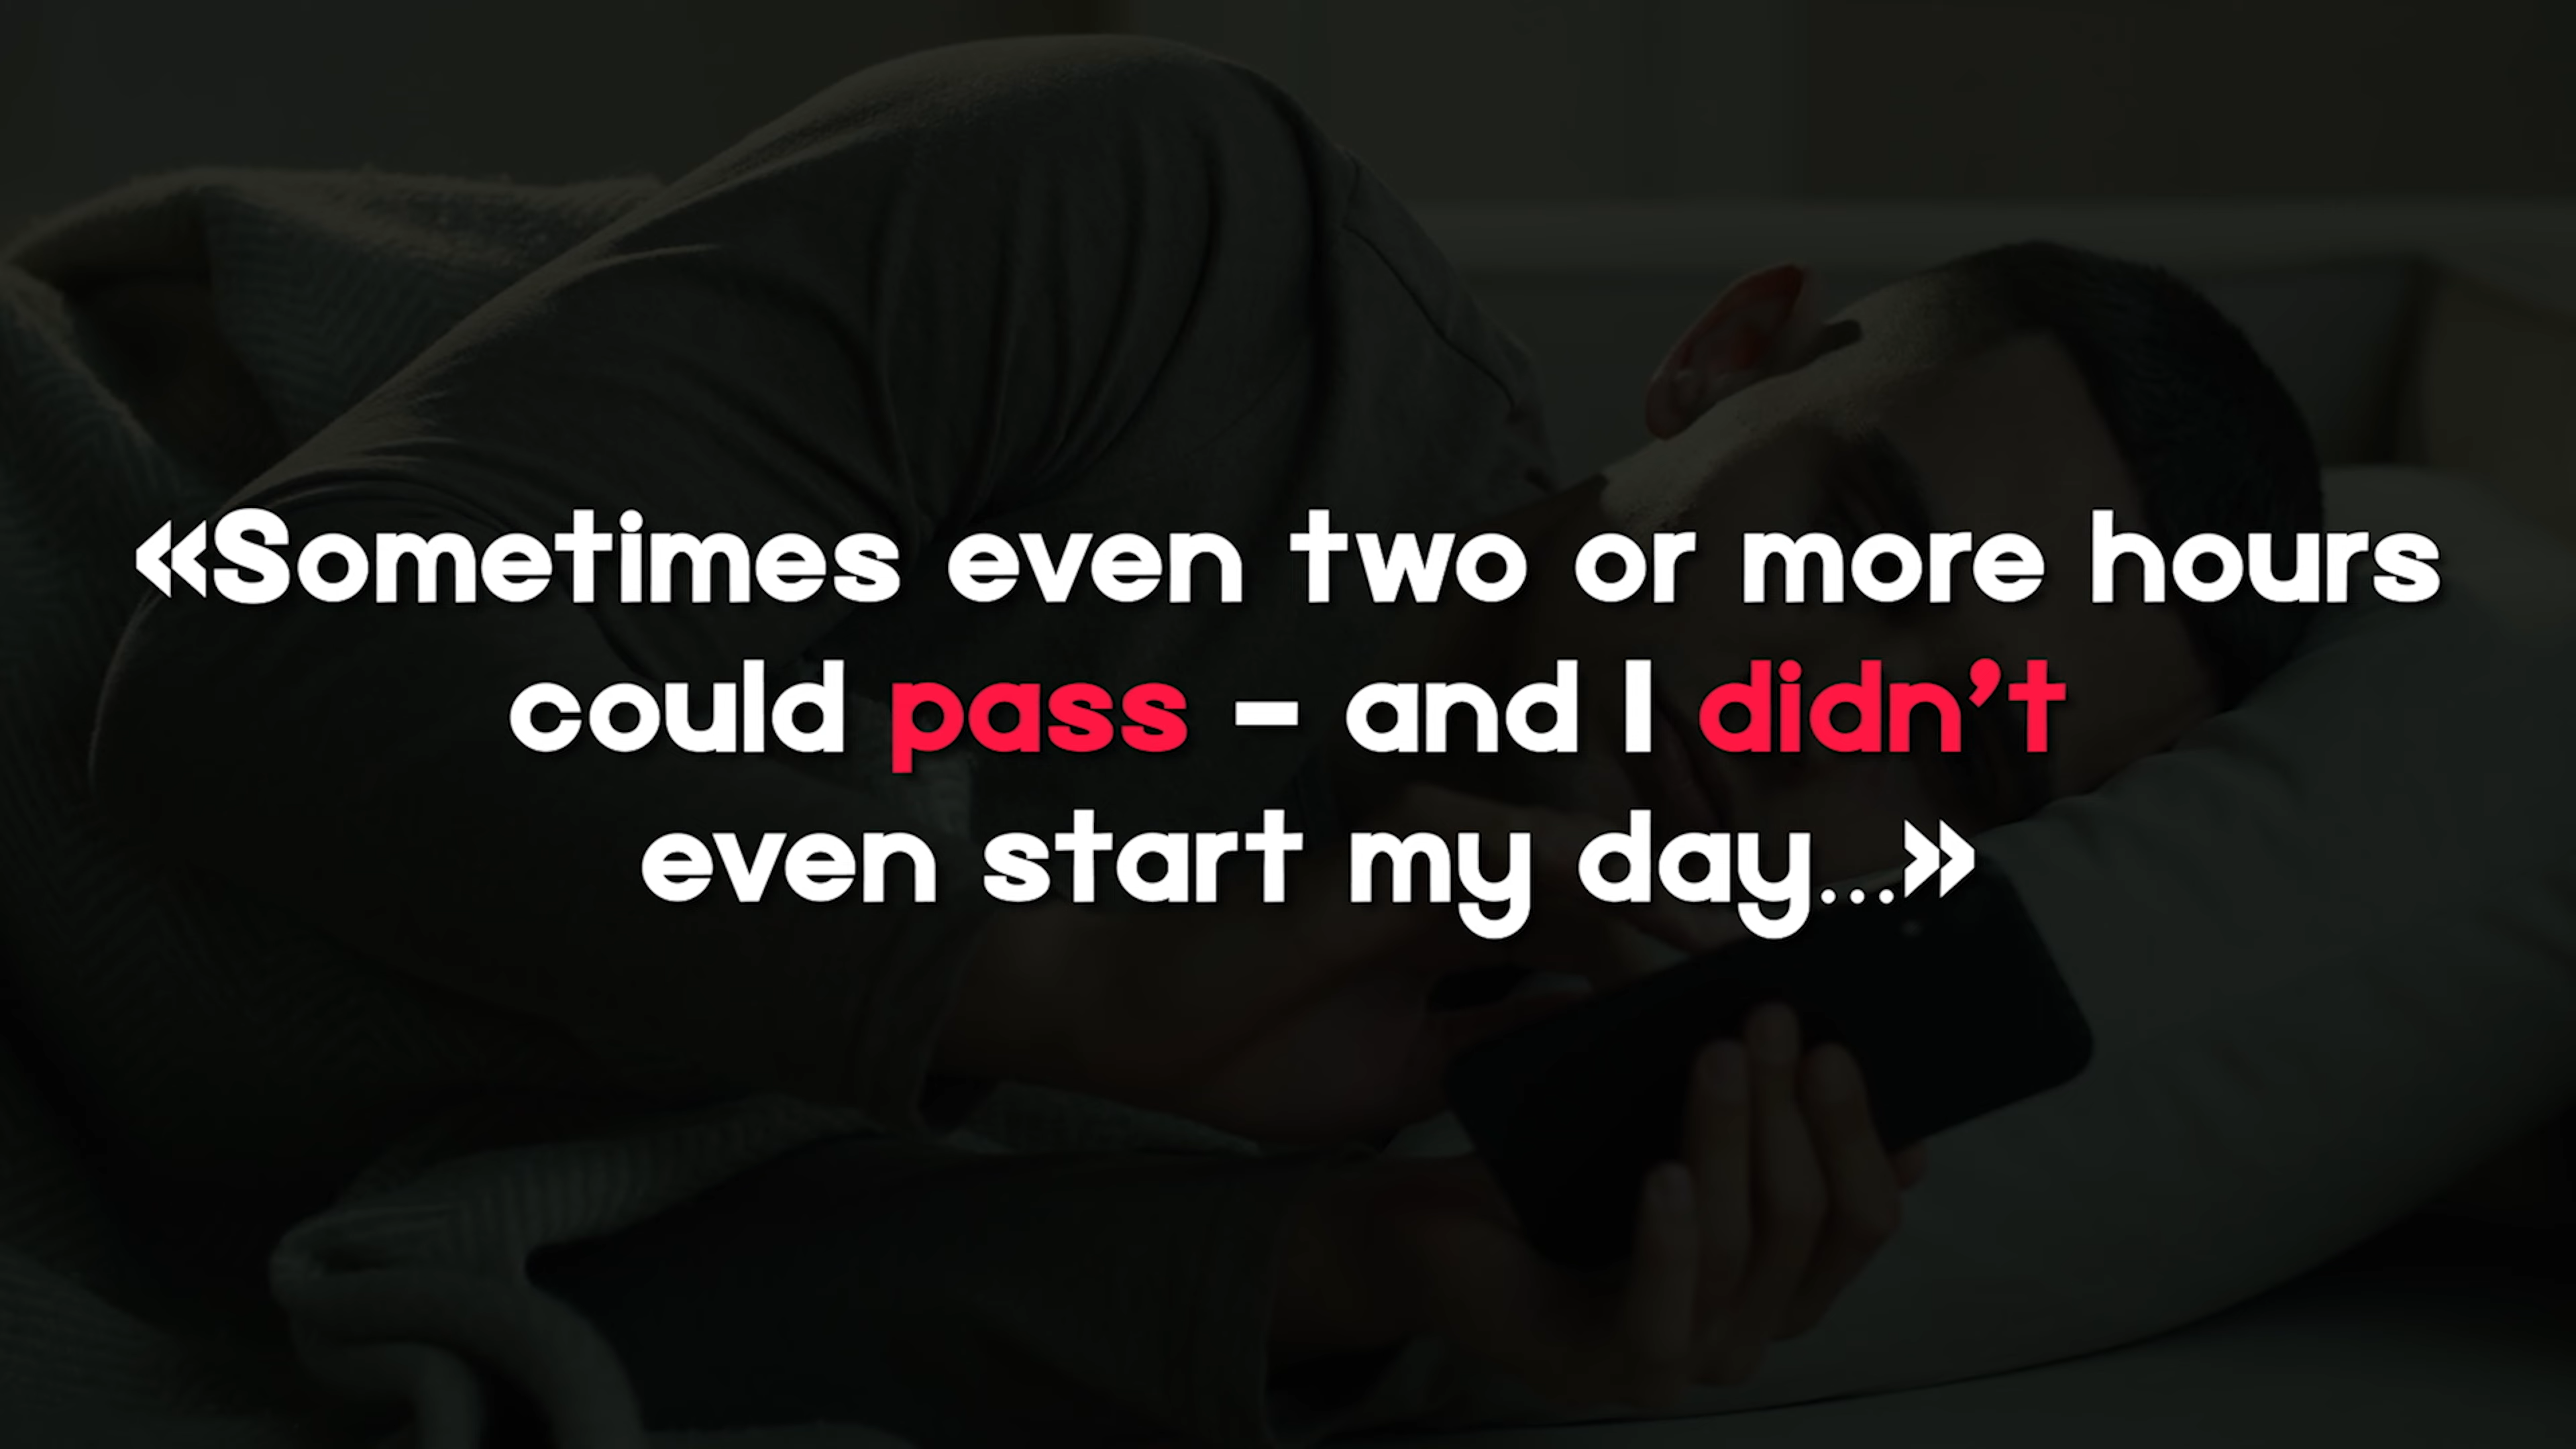 «Sometimes even two or more hours
could pass – and I didn’t
even start my day...»